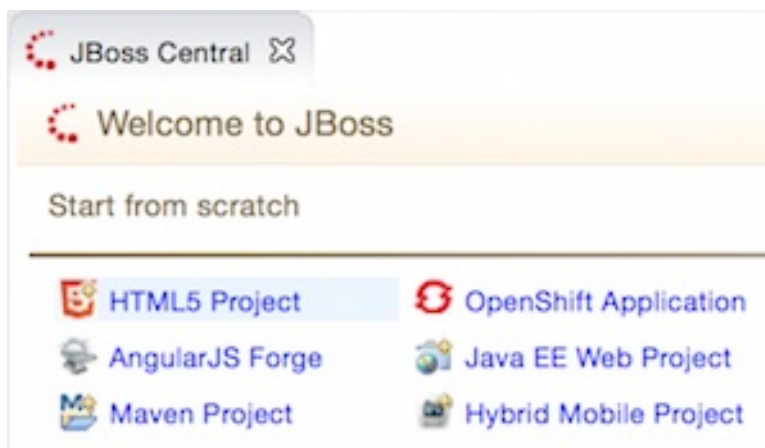 JBoss Central
Welcome to JBoss
Start from scratch
HTML5 Project OpenShift Application
AngularJS Forge Java EE Web Project
Maven Project Hybrid Mobile Project